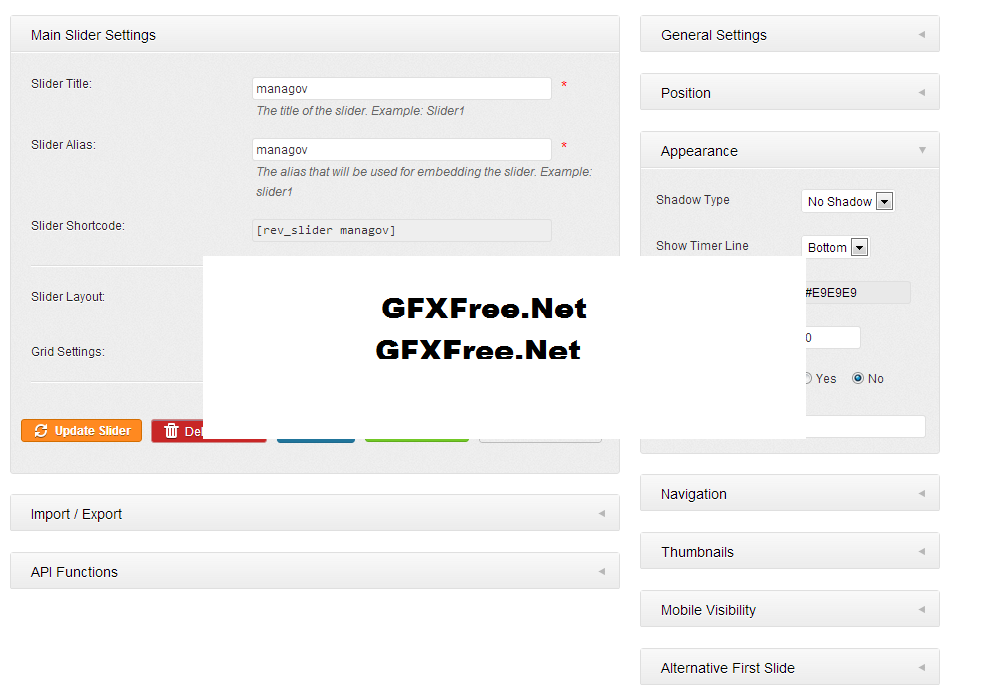 Main Slider Settings
Slider Title:
managov
*
The title of the slider. Example: Slider1
Slider Alias:
managov
*
The alias that will be used for embedding the slider. Example:
slider1
Slider Shortcode:
[rev_slider managov]
Slider Layout:
Grid Settings:
Update Slider
GFXFree.Net
GFXFree.Net
Import / Export
API Functions
General Settings
Position
Appearance
Shadow Type
No Shadow
Show Timer Line
Bottom
#E9E9E9
0
Yes
No
Navigation
Thumbnails
Mobile Visibility
Alternative First Slide